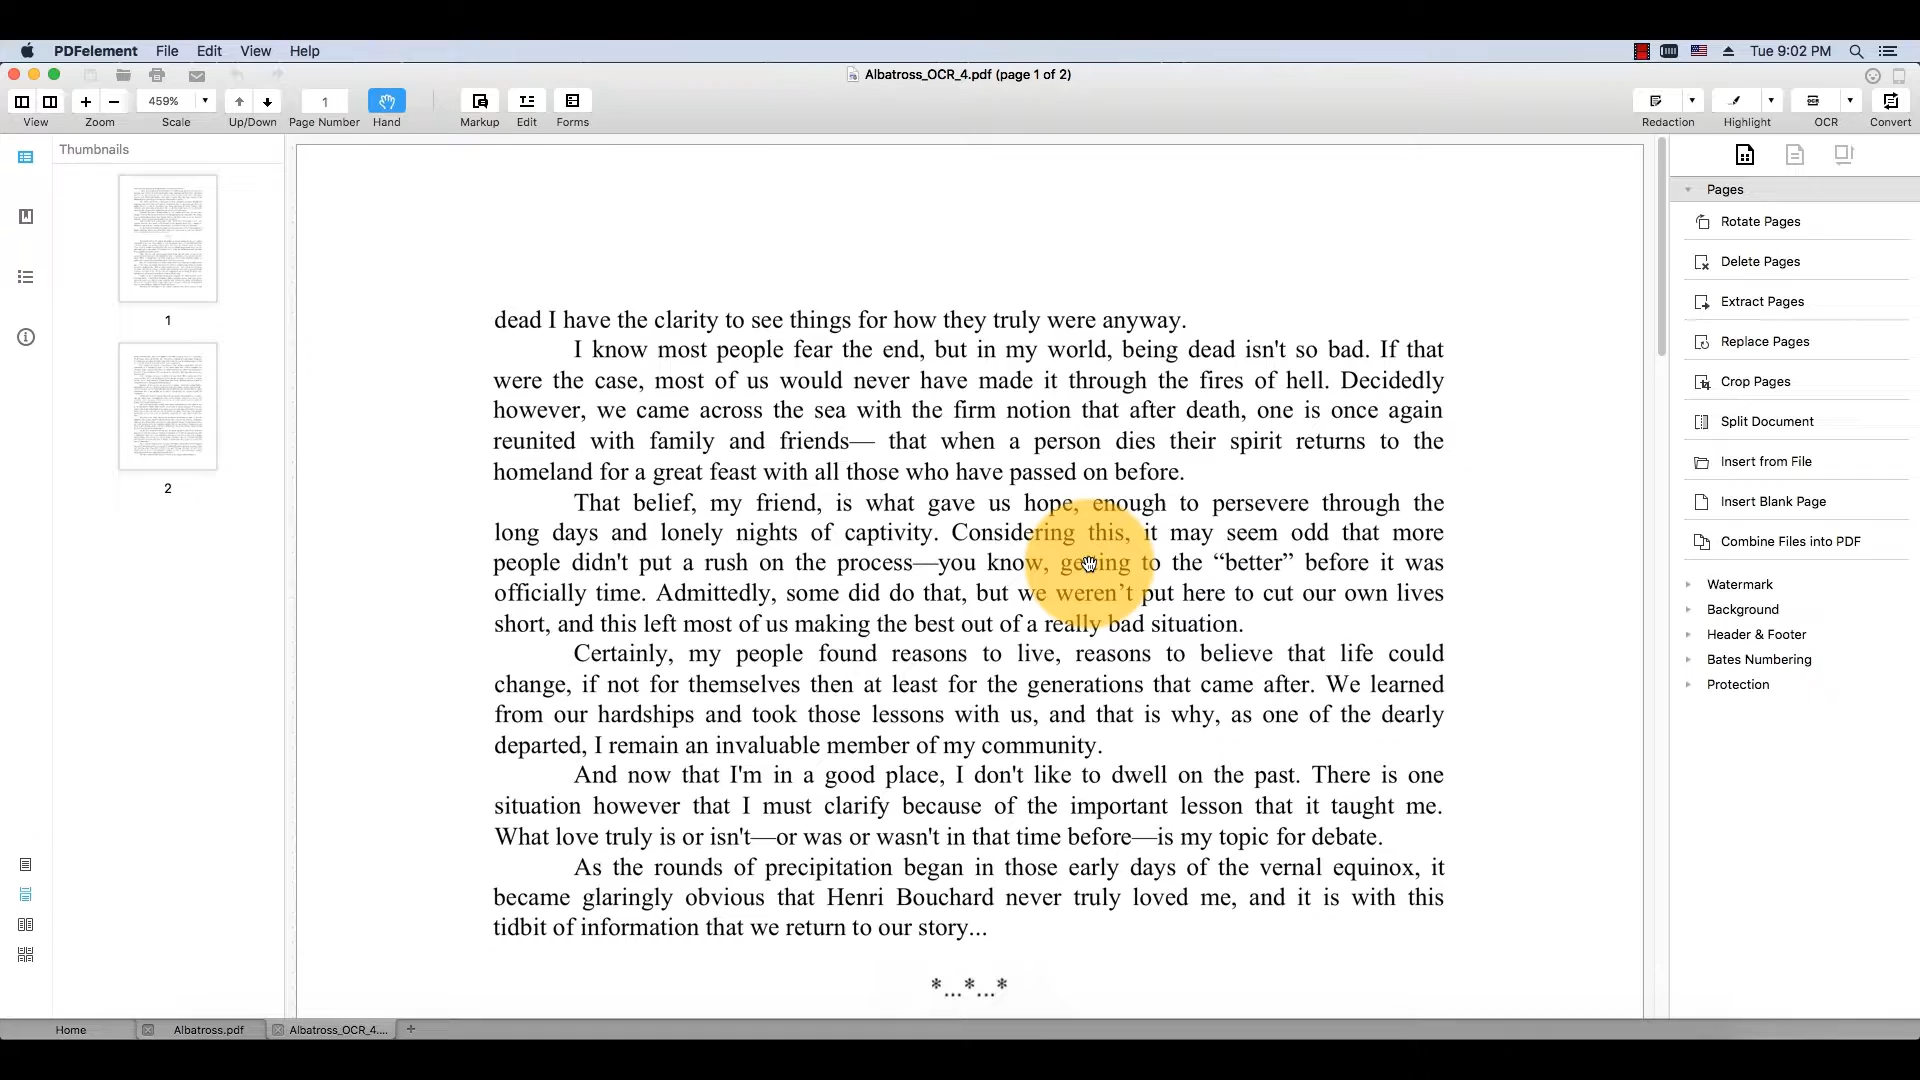 PDFelement File Edit View Help
Tue 9:02 PM
Albatross_OCR_4.pdf (page 1 of 2)
459%
1
View Zoom Scale Up/Down Page Number Hand Markup Edit Forms Redaction Highlight OCR Convert
Thumbnails
1
2
dead I have the clarity to see things for how they truly were anyway.
I know most people fear the end, but in my world, being dead isn't so bad. If that
were the case, most of us would never have made it through the fires of hell. Decidedly
however, we came across the sea with the firm notion that after death, one is once again
reunited with family and friends— that when a person dies their spirit returns to the
homeland for a great feast with all those who have passed on before.
That belief, my friend, is what gave us hope, enough to persevere through the
long days and lonely nights of captivity. Considering this, it may seem odd that more
people didn't put a rush on the process—you know, getting to the “better” before it was
officially time. Admittedly, some did do that, but we weren’t put here to cut our own lives
short, and this left most of us making the best out of a really bad situation.
Certainly, my people found reasons to live, reasons to believe that life could
change, if not for themselves then at least for the generations that came after. We learned
from our hardships and took those lessons with us, and that is why, as one of the dearly
departed, I remain an invaluable member of my community.
And now that I'm in a good place, I don't like to dwell on the past. There is one
situation however that I must clarify because of the important lesson that it taught me.
What love truly is or isn't—or was or wasn't in that time before—is my topic for debate.
As the rounds of precipitation began in those early days of the vernal equinox, it
became glaringly obvious that Henri Bouchard never truly loved me, and it is with this
tidbit of information that we return to our story...
*...*...*
Pages
Rotate Pages
Delete Pages
Extract Pages
Replace Pages
Crop Pages
Split Document
Insert from File
Insert Blank Page
Combine Files into PDF
Watermark
Background
Header & Footer
Bates Numbering
Protection
Home Albatross.pdf Albatross_OCR_4.... +